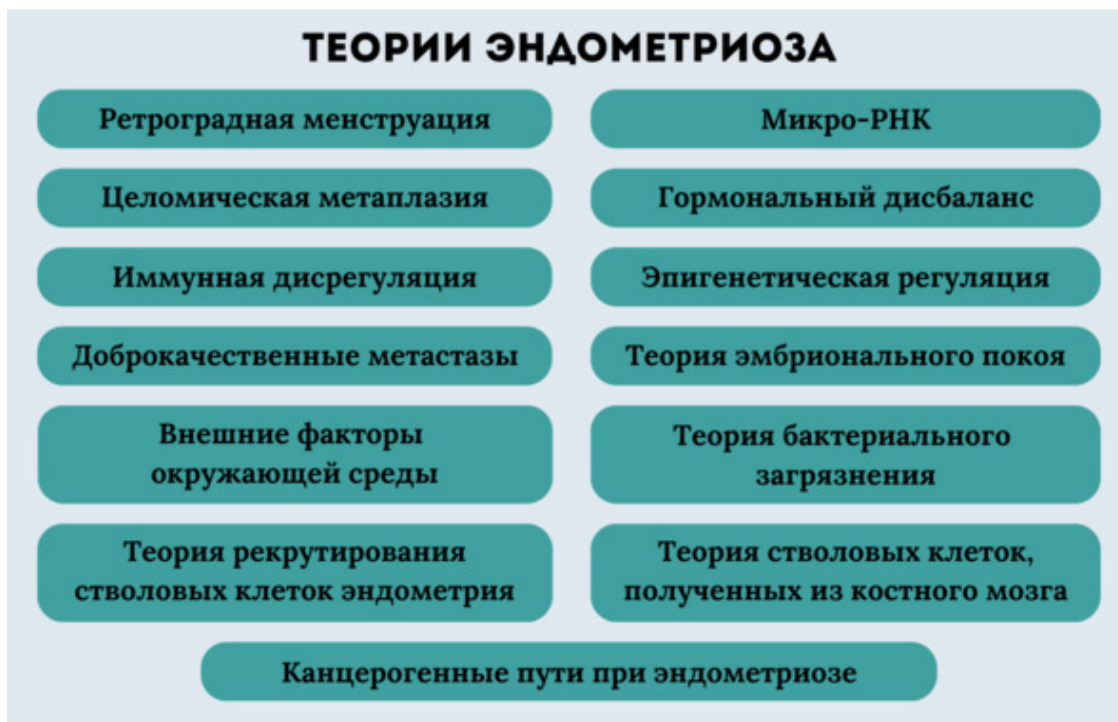 ТЕОРИИ ЭНДОМЕТРИОЗА
Ретроградная менструация
Микро-РНК
Целомическая метаплазия
Гормональный дисбаланс
Иммунная дисрегуляция
Эпигенетическая регуляция
Доброкачественные метастазы
Теория эмбрионального покоя
Внешние факторы
окружающей среды
Теория бактериального
загрязнения
Теория рекрутирования
стволовых клеток эндометрия
Теория стволовых клеток,
полученных из костного мозга
Канцерогенные пути при эндометриозе